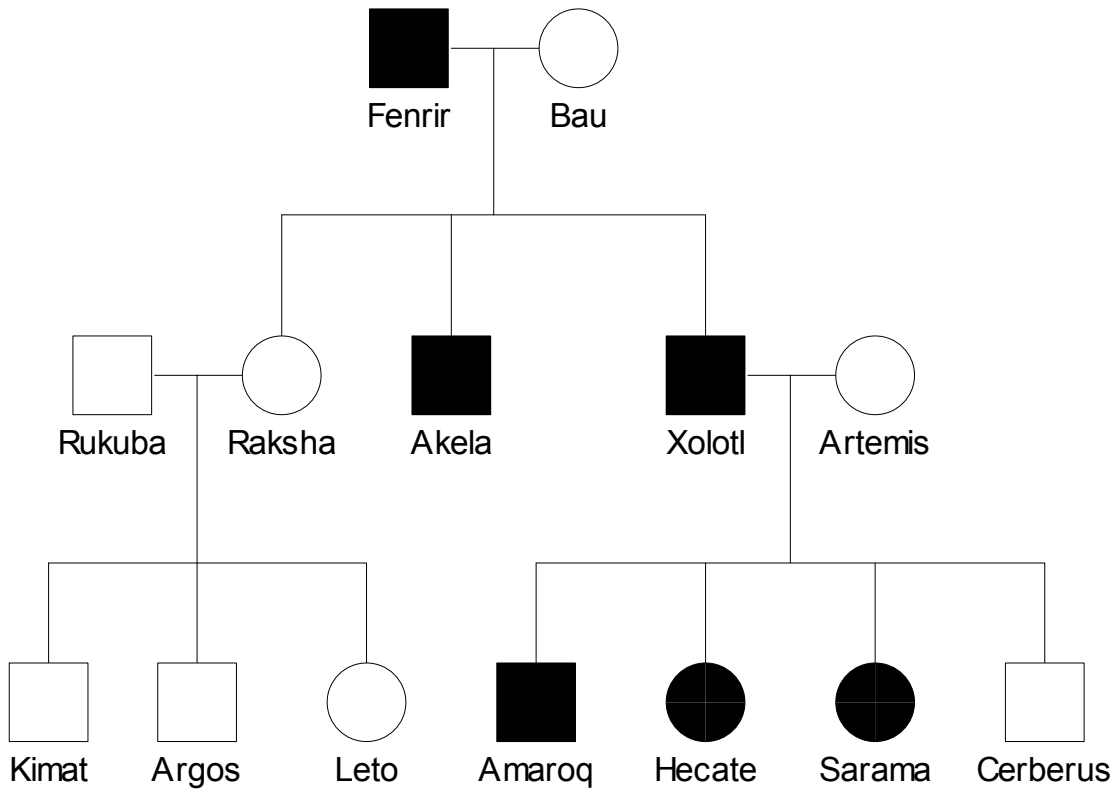 Fenrir Bau
Rukuba Raksha Akela Xolotl Artemis
Kimat Argos Leto Amaroq Hecate Sarama Cerberus